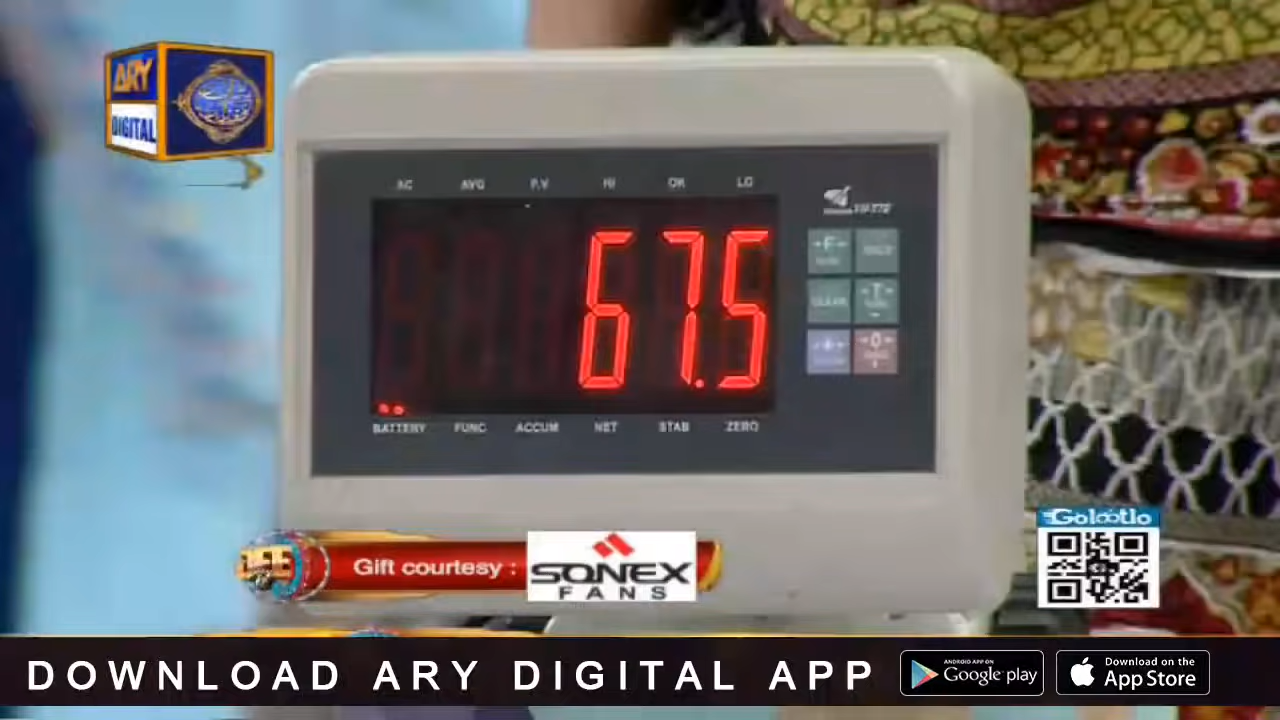 ARY
DIGITAL
AC AVG P.V HI OK LO
67.5
BATTERY FUNC ACCUM NET STAB ZERO
CLEAR
Gift courtesy :
SONEX
FANS
Golootlo
DOWNLOAD ARY DIGITAL APP
ANDROID APP ON
Google play
Download on the
App Store